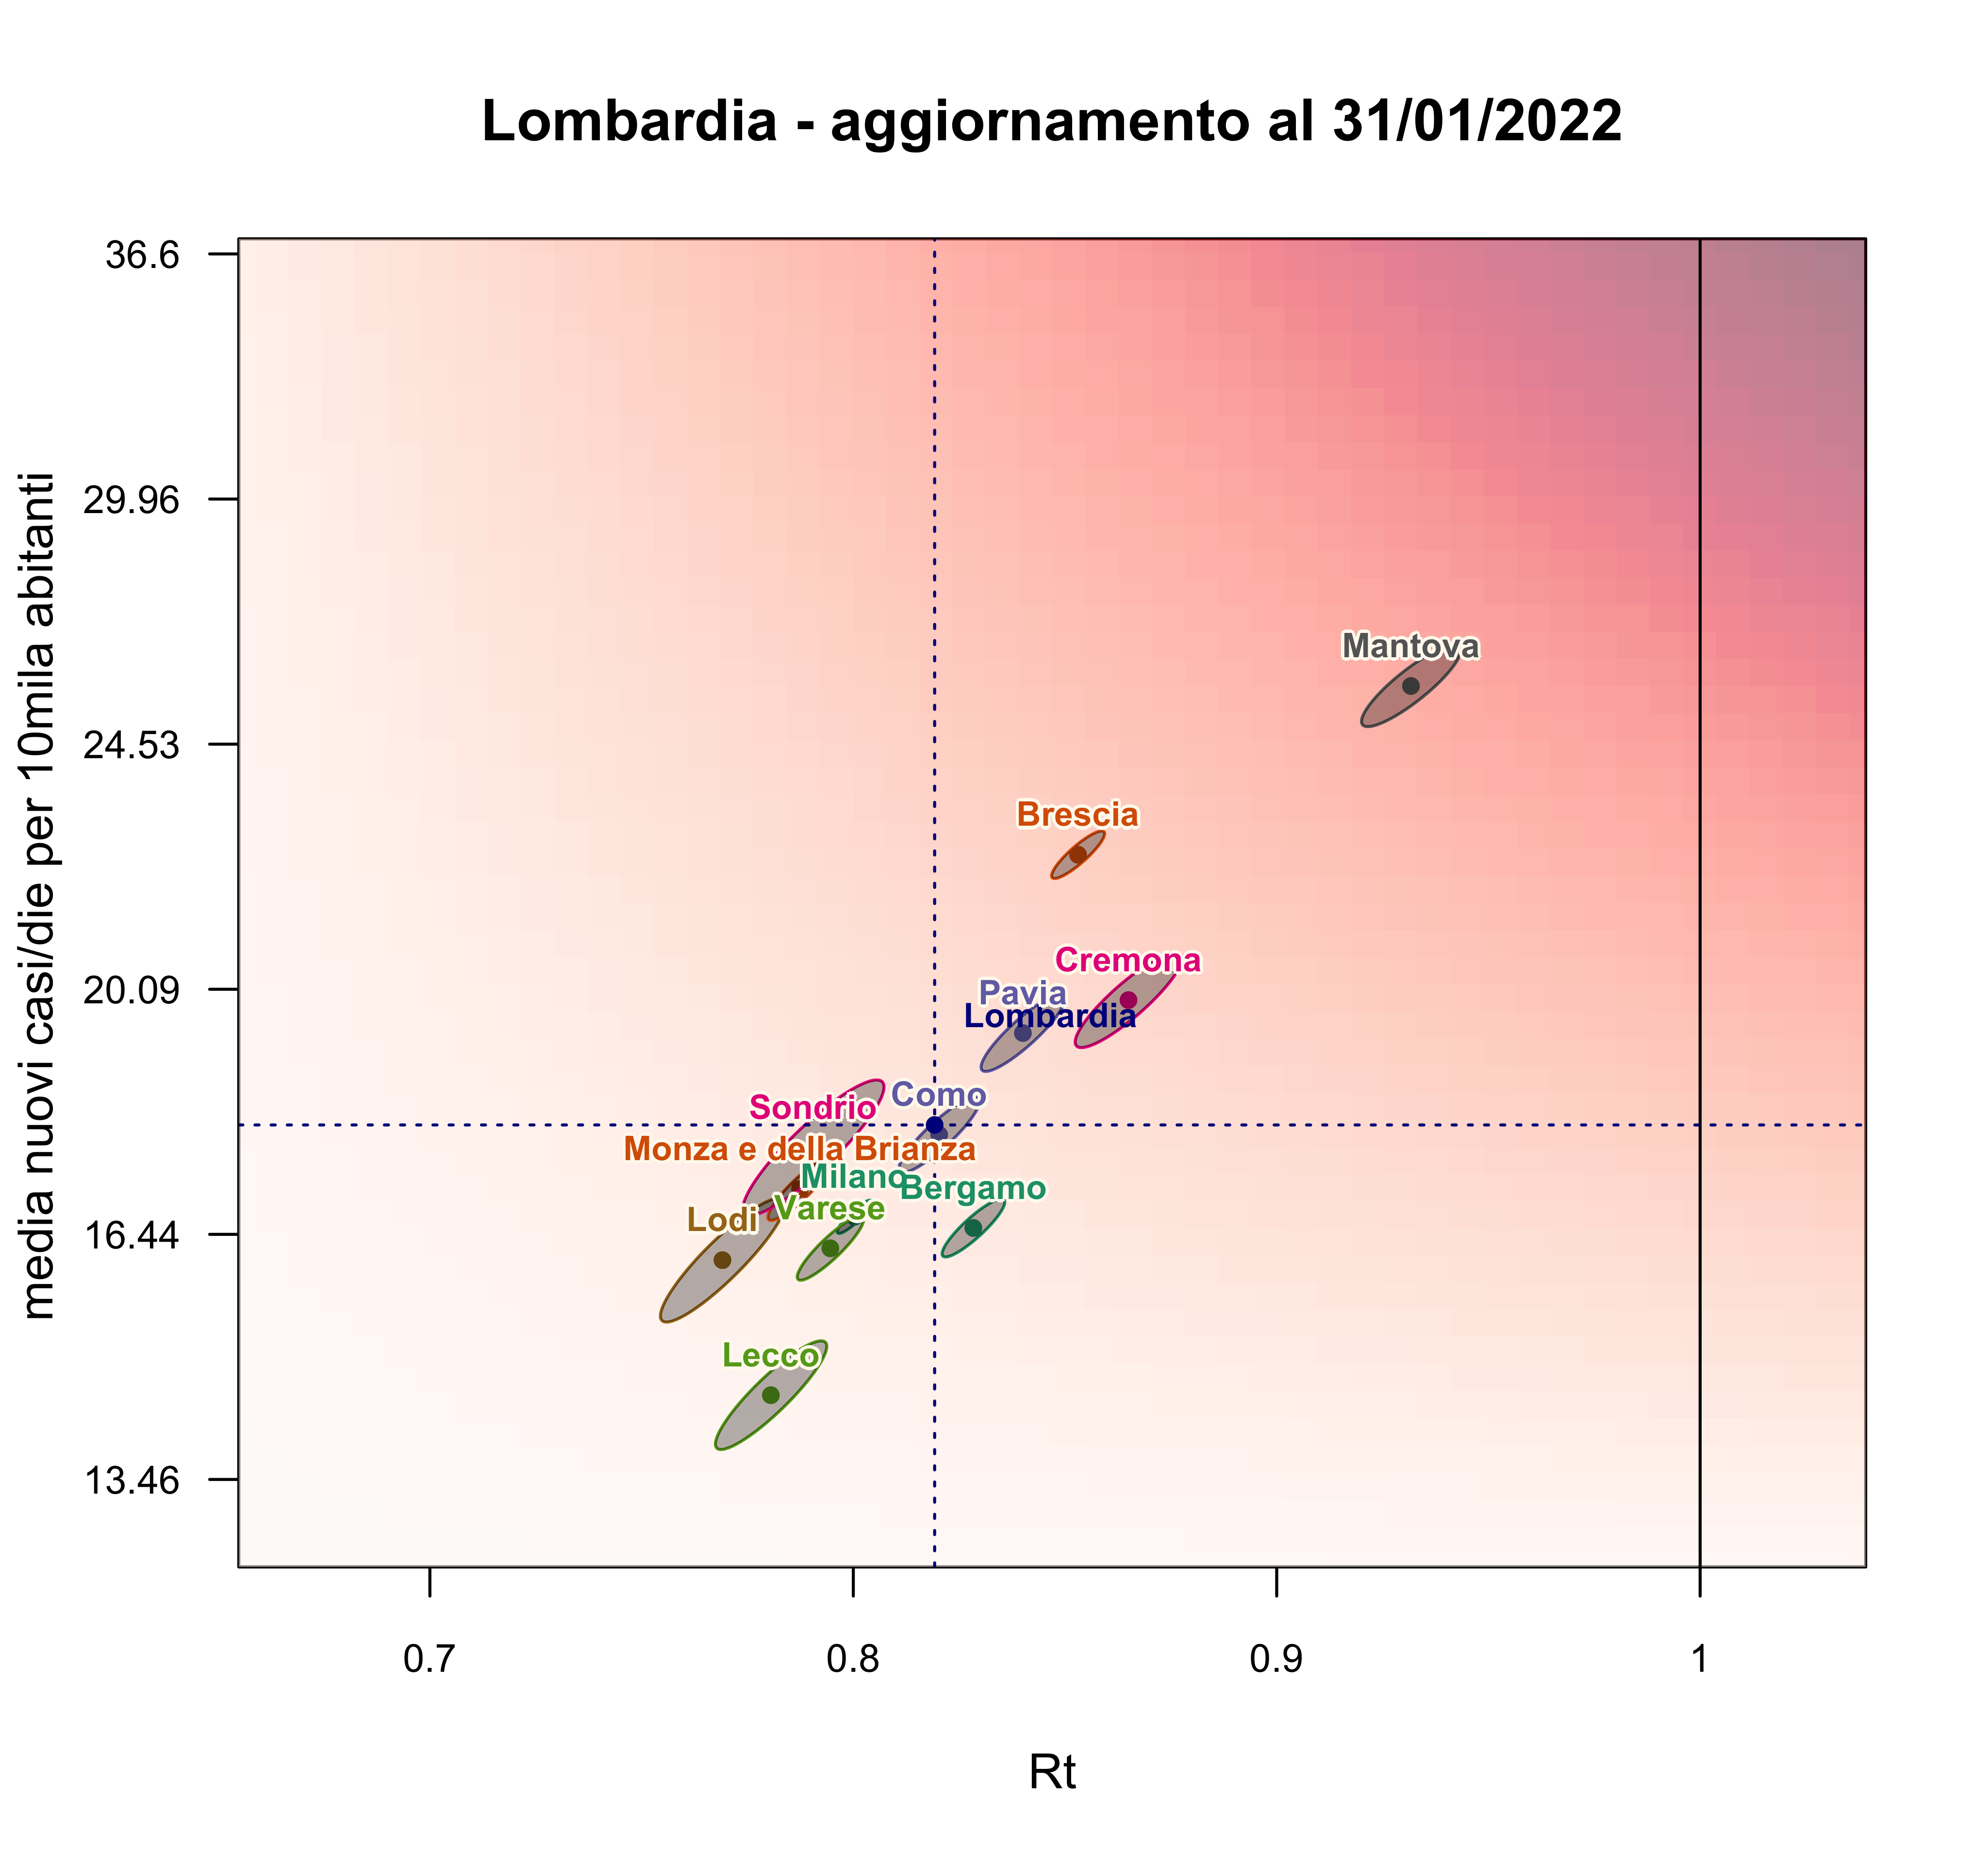 Lombardia - aggiornamento al 31/01/2022
36.6
29.96
24.53
20.09
16.44
13.46
media nuovi casi/die per 10mila abitanti
Mantova
Brescia
Cremona
Pavia
Lombardia
Como
Sondrio
Monza e della Brianza
Milano
Bergamo
Varese
Lodi
Lecco
0.7
0.8
0.9
1
Rt